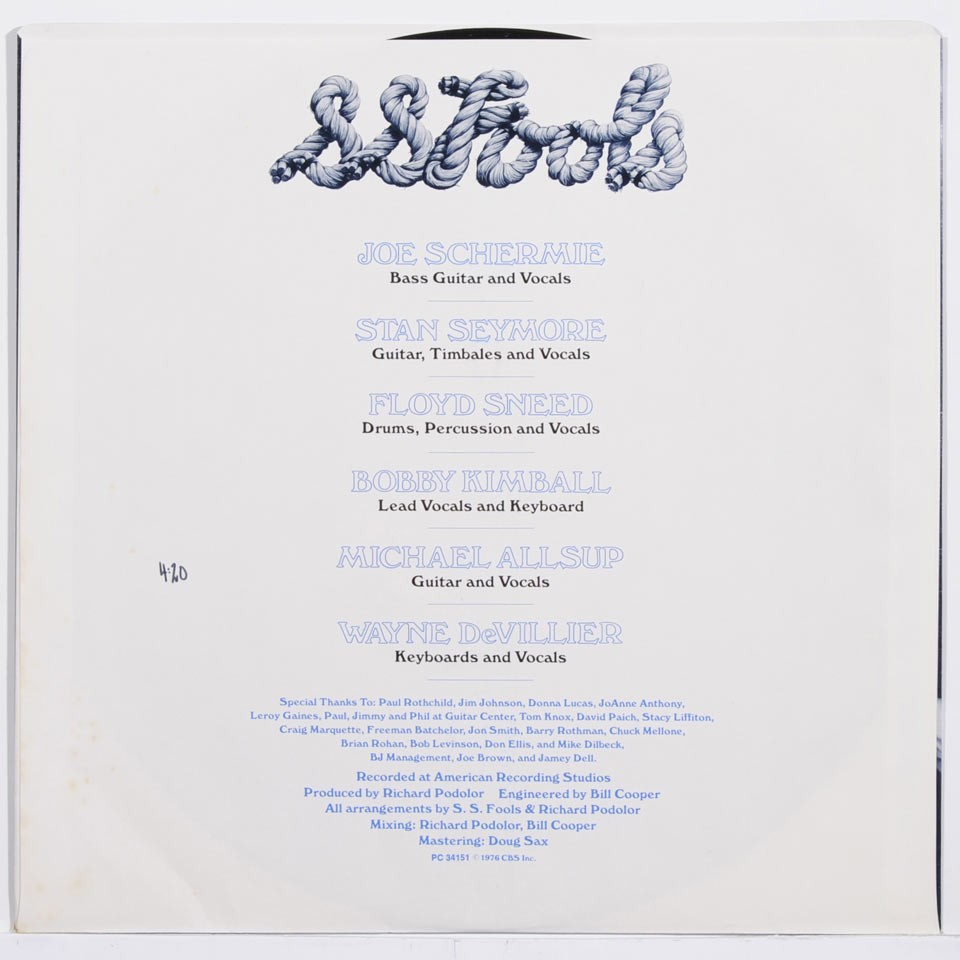 SS Fools
JOE SCHERMIE
Bass Guitar and Vocals
STAN SEYMORE
Guitar, Timbales and Vocals
FLOYD SNEED
Drums, Percussion and Vocals
BOBBY KIMBALL
Lead Vocals and Keyboard
MICHAEL ALLSUP
Guitar and Vocals
4:20
WAYNE DeVILLIER
Keyboards and Vocals
Special Thanks To: Paul Rothchild, Jim Johnson, Donna Lucas, JoAnne Anthony,
Leroy Gaines, Paul, Jimmy and Phil at Guitar Center, Tom Knox, David Paich, Stacy Liffiton,
Craig Marquette, Freeman Batchelor, Jon Smith, Barry Rothman, Chuck Mellone,
Brian Rohan, Bob Levinson, Don Ellis, and Mike Dilbeck,
BJ Management, Joe Brown, and Jamey Dell.
Recorded at American Recording Studios
Produced by Richard Podolor Engineered by Bill Cooper
All arrangements by S. S. Fools & Richard Podolor
Mixing: Richard Podolor, Bill Cooper
Mastering: Doug Sax
PC 34151 © 1976 CBS Inc.